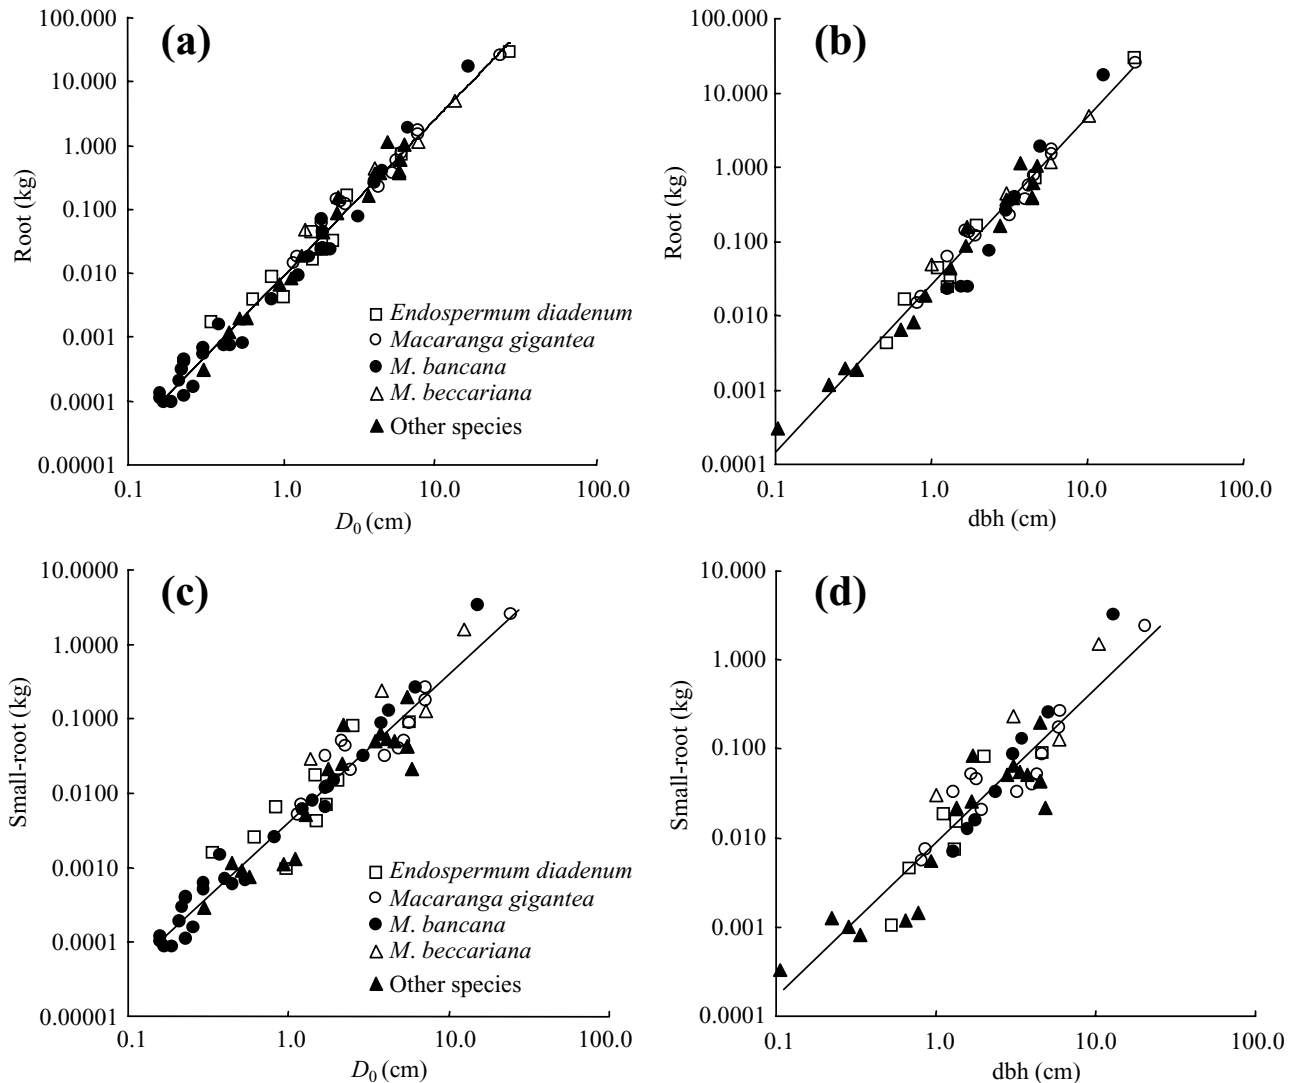 (a)
100.000
10.000
1.000
0.100
0.010
0.001
0.0001
0.00001
Root (kg)
0.1
1.0
10.0
100.0
D0 (cm)
Endospermum diadenum
Macaranga gigantea
M. bancana
M. beccariana
Other species
(b)
100.000
10.000
1.000
0.100
0.010
0.001
0.0001
Root (kg)
0.1
1.0
10.0
100.0
dbh (cm)
(c)
10.0000
1.0000
0.1000
0.0100
0.0010
0.0001
0.00001
Small-root (kg)
0.1
1.0
10.0
100.0
D0 (cm)
Endospermum diadenum
Macaranga gigantea
M. bancana
M. beccariana
Other species
(d)
10.000
1.000
0.100
0.010
0.001
0.0001
Small-root (kg)
0.1
1.0
10.0
100.0
dbh (cm)